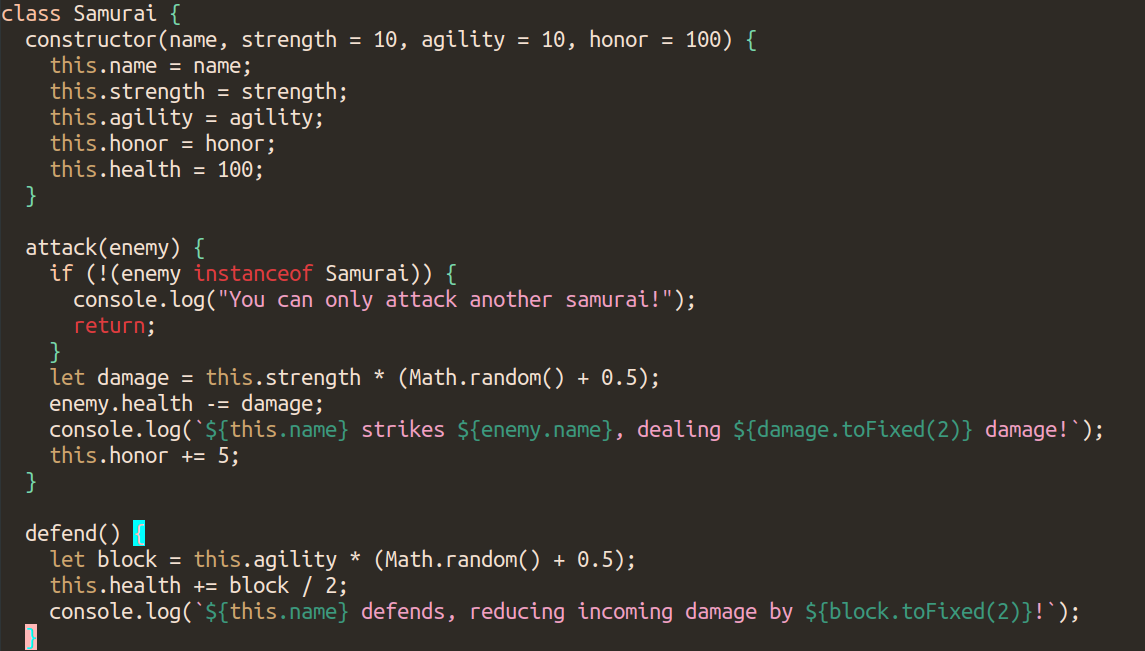 class Samurai {
  constructor(name, strength = 10, agility = 10, honor = 100) {
    this.name = name;
    this.strength = strength;
    this.agility = agility;
    this.honor = honor;
    this.health = 100;
  }

  attack(enemy) {
    if (!(enemy instanceof Samurai)) {
      console.log("You can only attack another samurai!");
      return;
    }
    let damage = this.strength * (Math.random() + 0.5);
    enemy.health -= damage;
    console.log(`${this.name} strikes ${enemy.name}, dealing ${damage.toFixed(2)} damage!`);
    this.honor += 5;
  }

  defend() {
    let block = this.agility * (Math.random() + 0.5);
    this.health += block / 2;
    console.log(`${this.name} defends, reducing incoming damage by ${block.toFixed(2)}!`);
  }